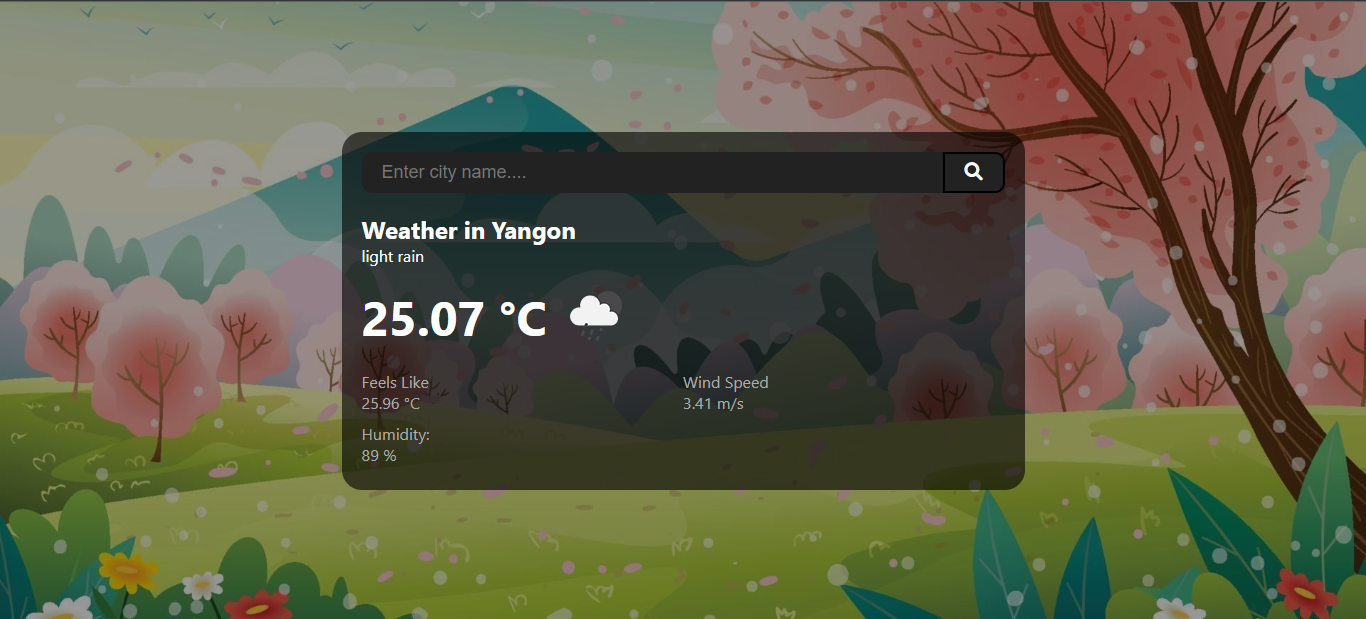 Enter city name....
Weather in Yangon
light rain
25.07 °C
Feels Like
25.96 °C
Wind Speed
3.41 m/s
Humidity:
89 %